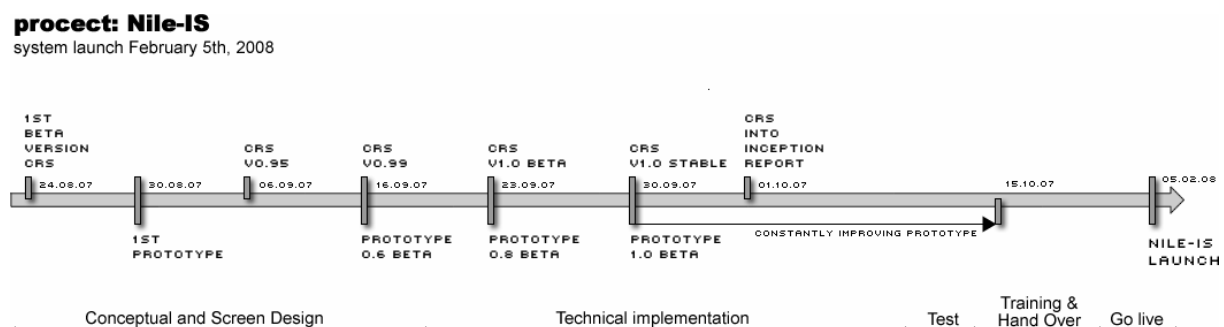 procect: Nile-IS
system launch February 5th, 2008
1ST
BETA
VERSION
CRS
CRS
V0.95
CRS
V0.99
CRS
V1.0 BETA
CRS
V1.0 STABLE
CRS
INTO
INCEPTION
REPORT
24.08.07
30.08.07
06.09.07
16.09.07
23.09.07
30.09.07
01.10.07
15.10.07
05.02.08
1ST
PROTOTYPE
PROTOTYPE
0.6 BETA
PROTOTYPE
0.8 BETA
PROTOTYPE
1.0 BETA
CONSTANTLY IMPROVING PROTOTYPE
NILE-IS
LAUNCH
Conceptual and Screen Design
Technical implementation
Test
Training &
Hand Over
Go live